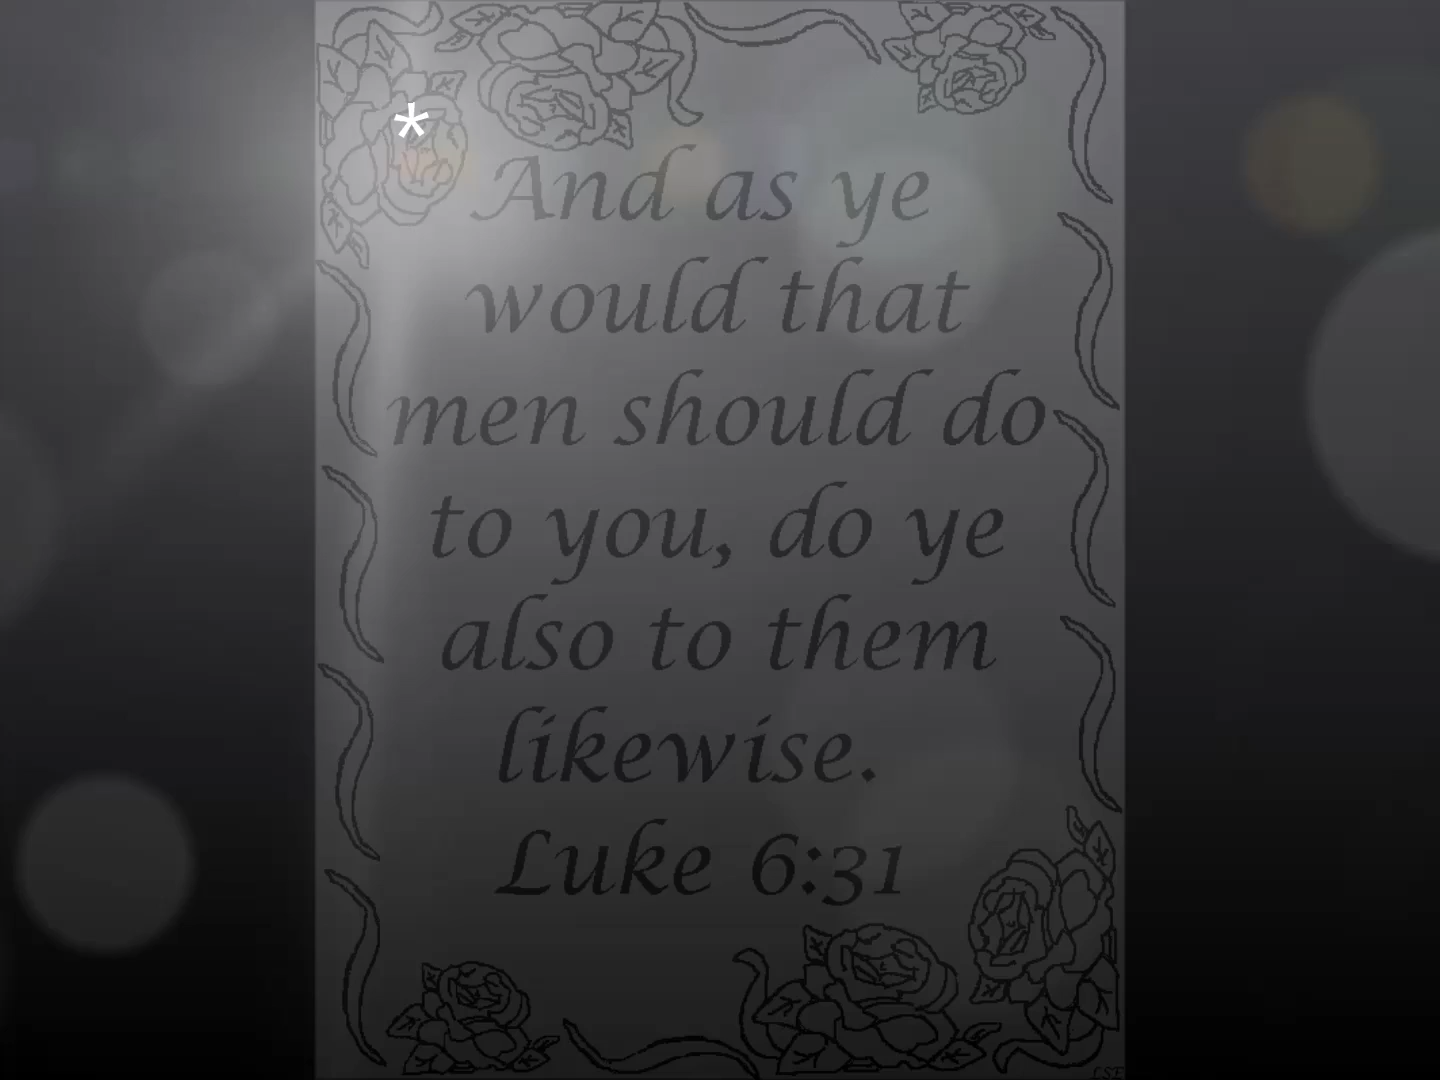 *
And as ye
would that
men should do
to you, do ye
also to them
likewise.
Luke 6:31